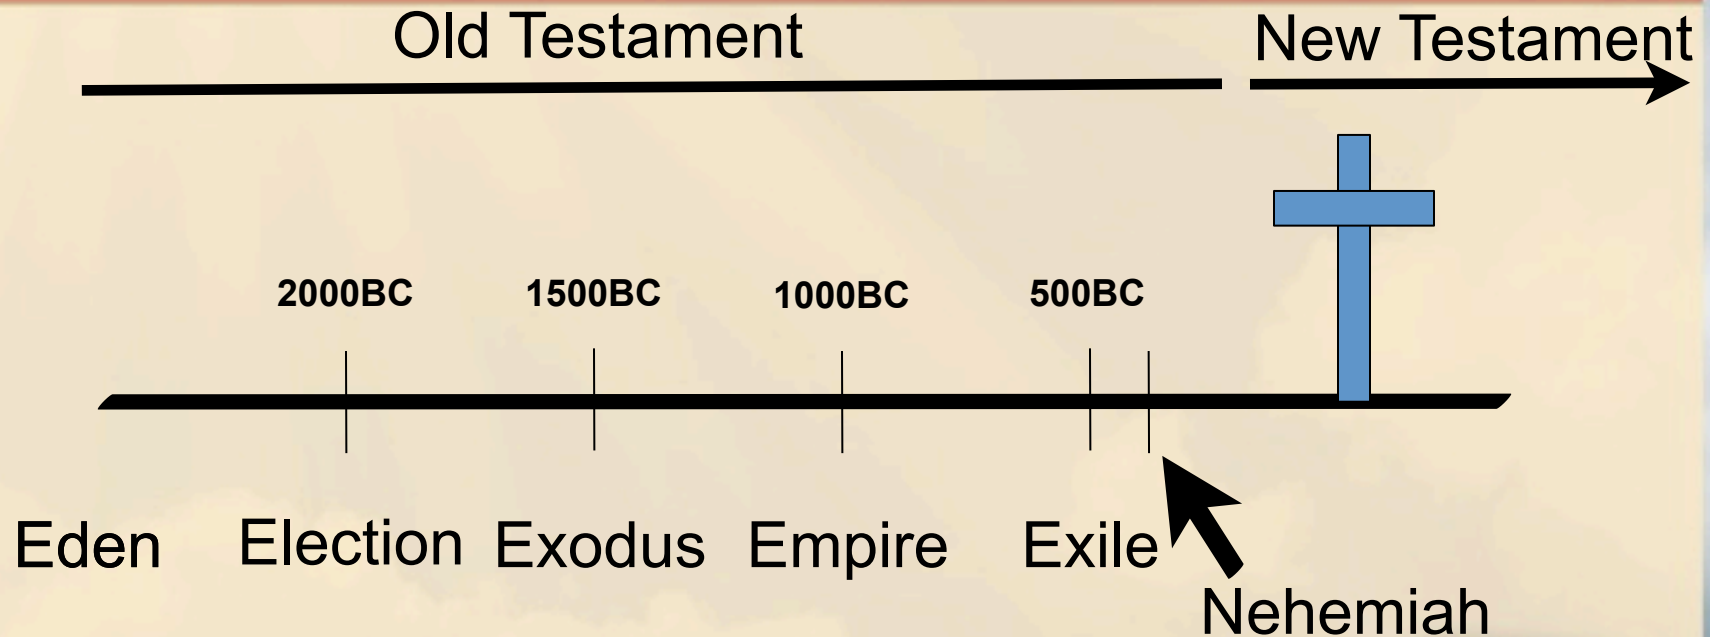 Old Testament
New Testament
2000BC
1500BC
1000BC
500BC
Eden
Election
Exodus
Empire
Exile
Nehemiah